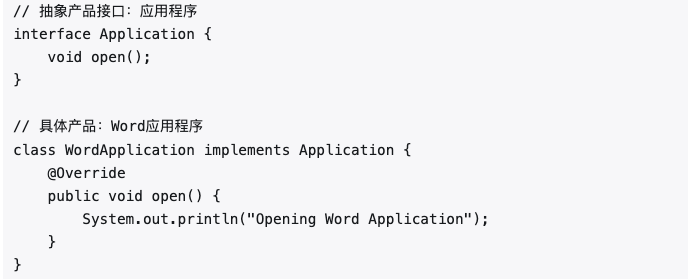 // 抽象产品接口：应用程序
interface Application {
    void open();
}

// 具体产品：Word应用程序
class WordApplication implements Application {
    @Override
    public void open() {
        System.out.println("Opening Word Application");
    }
}